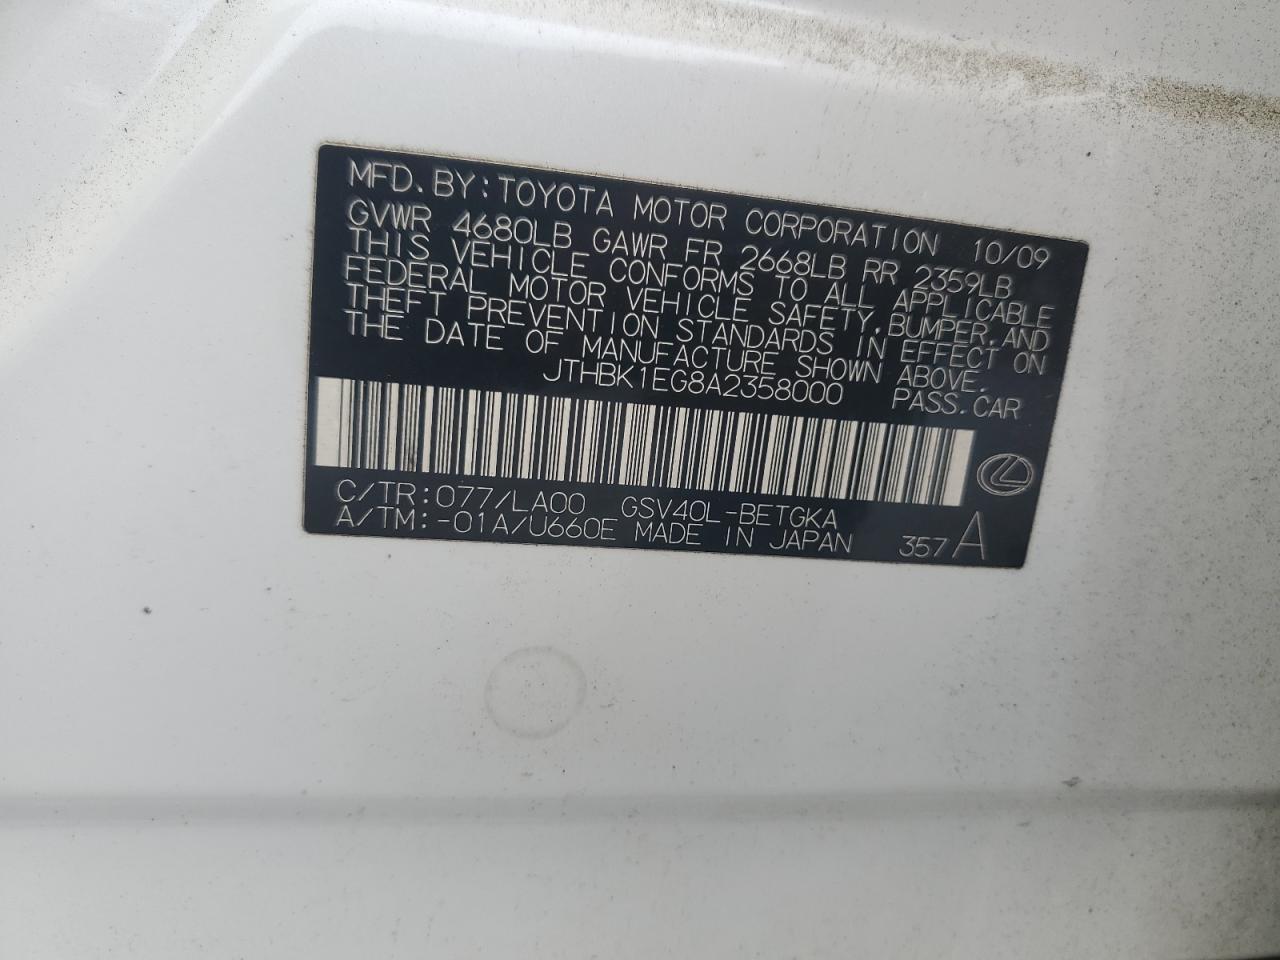 MFD. BY: TOYOTA MOTOR CORPORATION 10/09
GVWR 4680LB GAWR FR 2668LB RR 2359LB
THIS VEHICLE CONFORMS TO ALL APPLICABLE
FEDERAL MOTOR VEHICLE SAFETY, BUMPER, AND
THEFT PREVENTION STANDARDS IN EFFECT ON
THE DATE OF MANUFACTURE SHOWN ABOVE.
JTHBK1EG8A2358000 PASS. CAR
C/TR: 077/LA00 GSV40L-BETGKA
A/TM: -01A/U660E MADE IN JAPAN 357 A